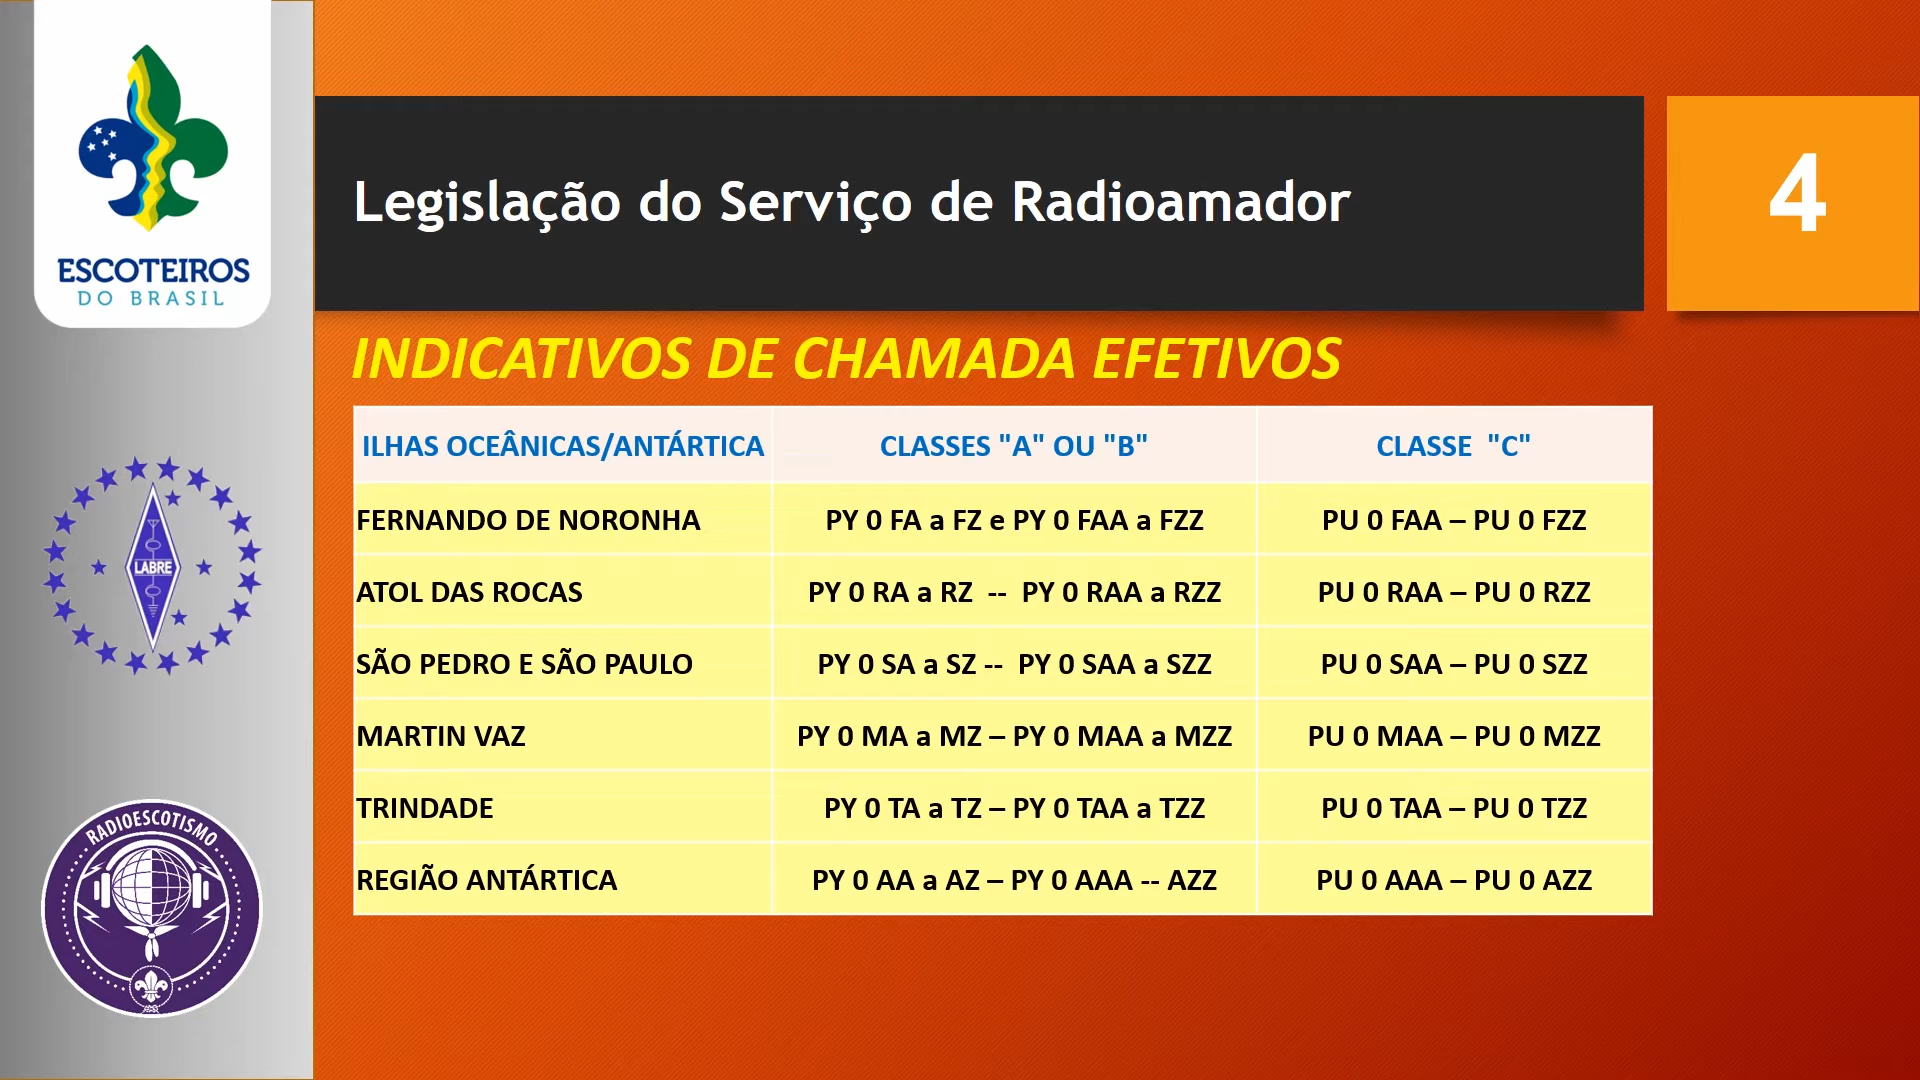 ESCOTEIROS
DO BRASIL
LABRE
RADIOESCOTISMO
Legislação do Serviço de Radioamador
4
INDICATIVOS DE CHAMADA EFETIVOS
ILHAS OCEÂNICAS/ANTÁRTICA CLASSES "A" OU "B" CLASSE "C"
FERNANDO DE NORONHA PY 0 FA a FZ e PY 0 FAA a FZZ PU 0 FAA – PU 0 FZZ
ATOL DAS ROCAS PY 0 RA a RZ -- PY 0 RAA a RZZ PU 0 RAA – PU 0 RZZ
SÃO PEDRO E SÃO PAULO PY 0 SA a SZ -- PY 0 SAA a SZZ PU 0 SAA – PU 0 SZZ
MARTIN VAZ PY 0 MA a MZ – PY 0 MAA a MZZ PU 0 MAA – PU 0 MZZ
TRINDADE PY 0 TA a TZ – PY 0 TAA a TZZ PU 0 TAA – PU 0 TZZ
REGIÃO ANTÁRTICA PY 0 AA a AZ – PY 0 AAA -- AZZ PU 0 AAA – PU 0 AZZ